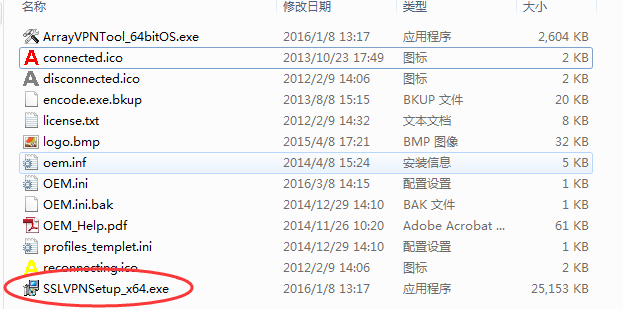 修改日期 类型 大小
ArrayVPNTool_64bitOS.exe 2016/1/8 13:17 应用程序 2,604 KB
connected.ico 2013/10/23 17:49 图标 2 KB
disconnected.ico 2012/2/9 14:06 图标 2 KB
encode.exe.bkup 2013/8/8 15:15 BKUP 文件 20 KB
license.txt 2012/2/9 14:32 文本文档 8 KB
logo.bmp 2015/4/8 17:21 BMP 图像 32 KB
oem.inf 2014/4/8 15:24 安装信息 5 KB
OEM.ini 2016/3/8 14:15 配置设置 1 KB
OEM.ini.bak 2014/12/29 14:10 BAK 文件 1 KB
OEM_Help.pdf 2014/11/26 10:20 Adobe Acrobat ... 61 KB
profiles_templet.ini 2014/12/29 14:10 配置设置 1 KB
reconnecting.ico 2012/2/9 14:06 图标 2 KB
SSLVPNSetup_x64.exe 2016/1/8 13:17 应用程序 25,153 KB